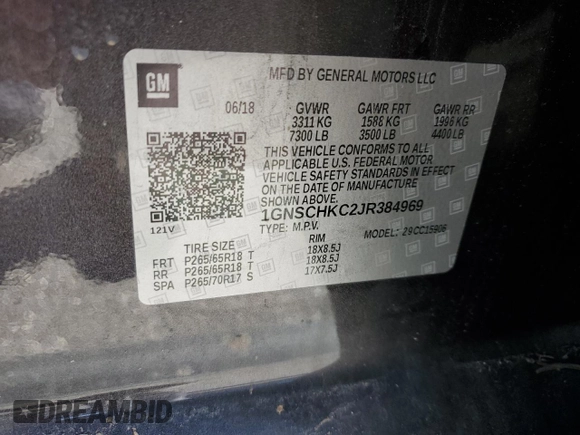 MFD BY GENERAL MOTORS LLC
GM
06/18 GVWR GAWR FRT GAWR RR
3311 KG 1588 KG 1996 KG
7300 LB 3500 LB 4400 LB
THIS VEHICLE CONFORMS TO ALL
APPLICABLE U.S. FEDERAL MOTOR
VEHICLE SAFETY STANDARDS IN EFFECT
ON THE DATE OF MANUFACTURE
SHOWN ABOVE.
1GNSCHKC2JR384969
121V
TYPE: M.P.V. MODEL: 29CC15906
TIRE SIZE RIM
FRT P265/65R18 T 18X8.5J
RR P265/65R18 T 18X8.5J
SPA P265/70R17 S 17X7.5J
DREAMBID